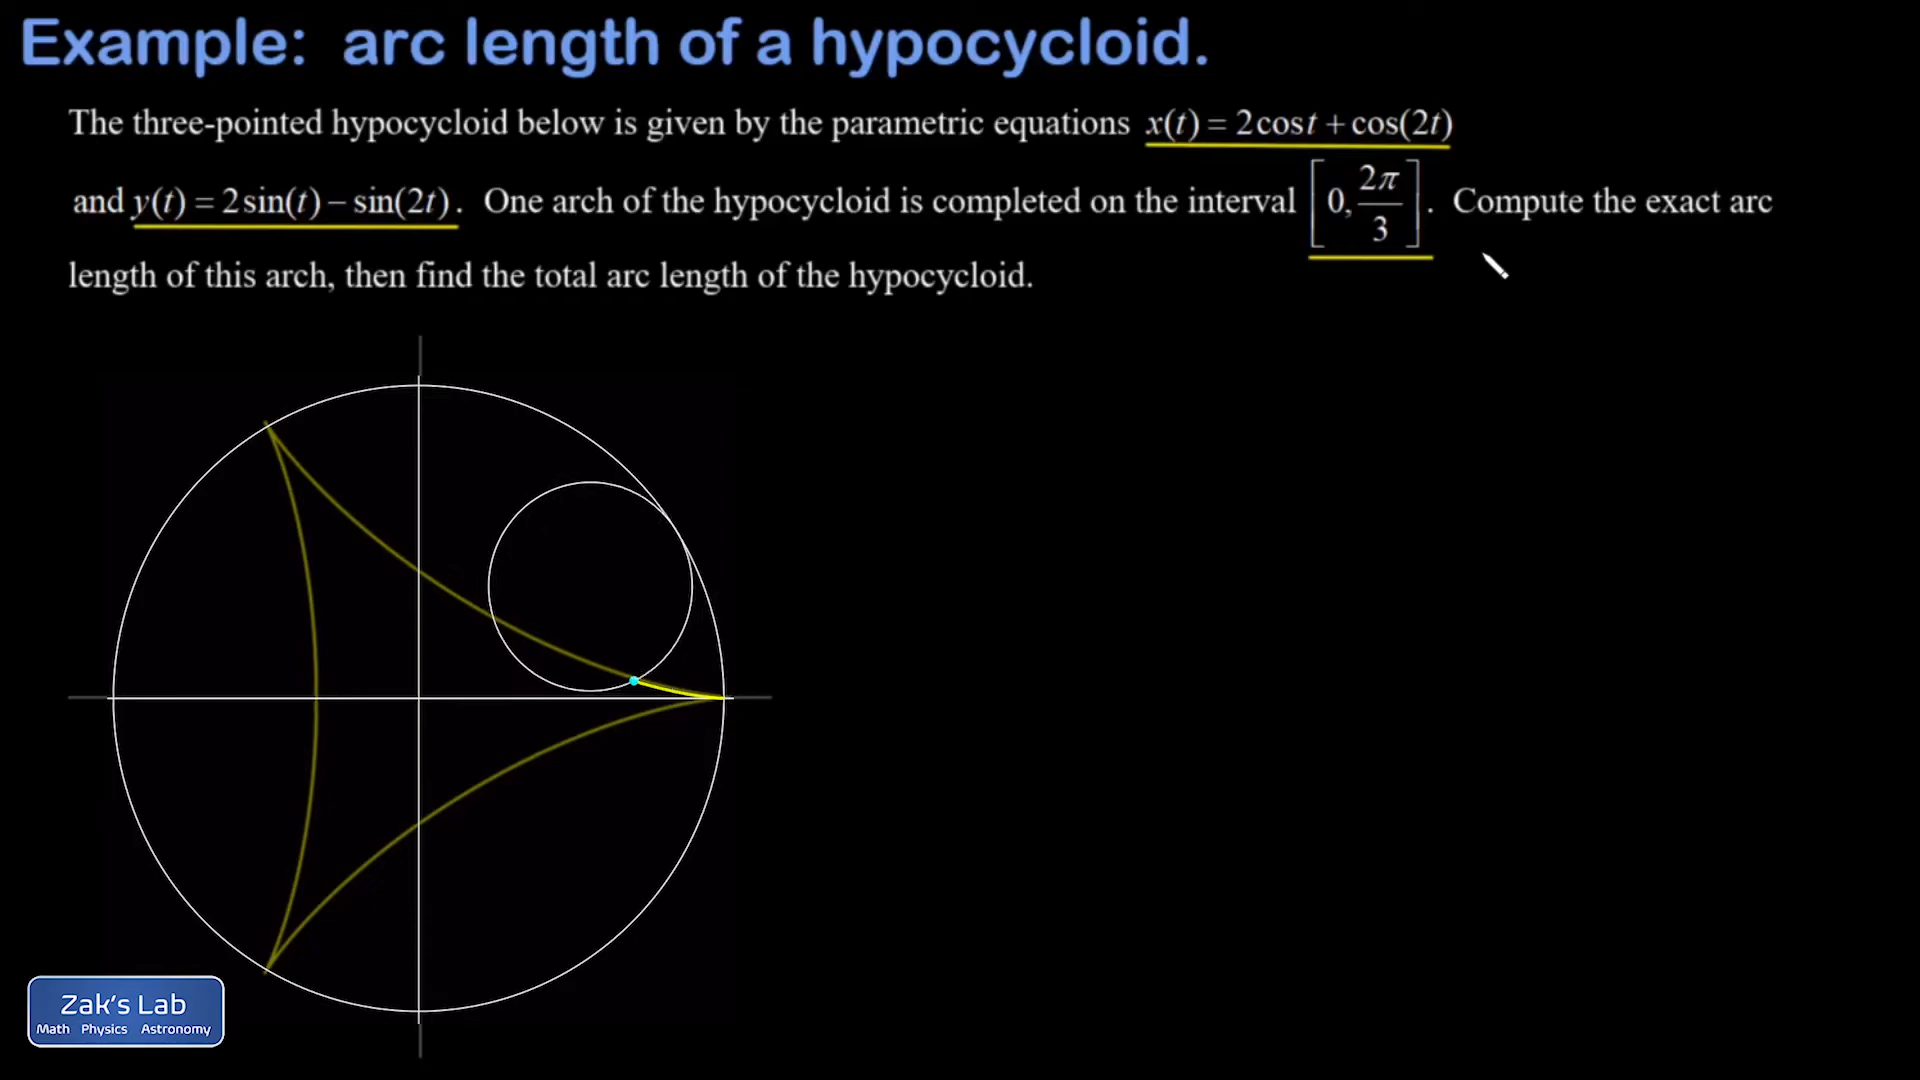 Example: arc length of a hypocycloid.
The three-pointed hypocycloid below is given by the parametric equations x(t) = 2cost + cos(2t)
and y(t) = 2sin(t) − sin(2t). One arch of the hypocycloid is completed on the interval [0, 2π/3]. Compute the exact arc
length of this arch, then find the total arc length of the hypocycloid.
Zak's Lab
Math Physics Astronomy